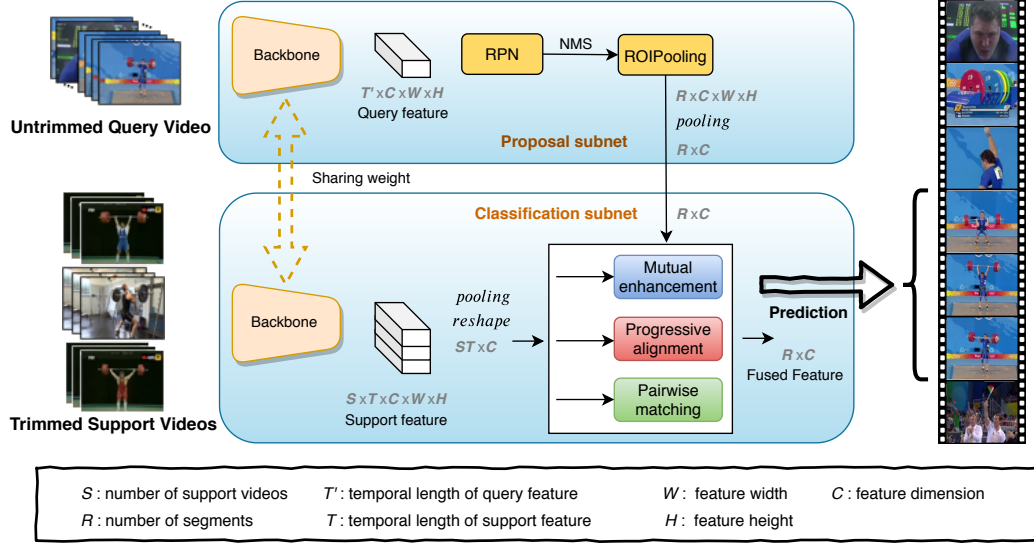 Untrimmed Query Video
Backbone
T' x C x W x H
Query feature
RPN
NMS
ROIPooling
R x C x W x H
pooling
R x C
Proposal subnet
Sharing weight
Classification subnet
R x C
Trimmed Support Videos
Backbone
S x T x C x W x H
Support feature
pooling
reshape
ST x C
Mutual
enhancement
Progressive
alignment
Pairwise
matching
Prediction
R x C
Fused Feature
S : number of support videos
T' : temporal length of query feature
W : feature width
C : feature dimension
R : number of segments
T : temporal length of support feature
H : feature height